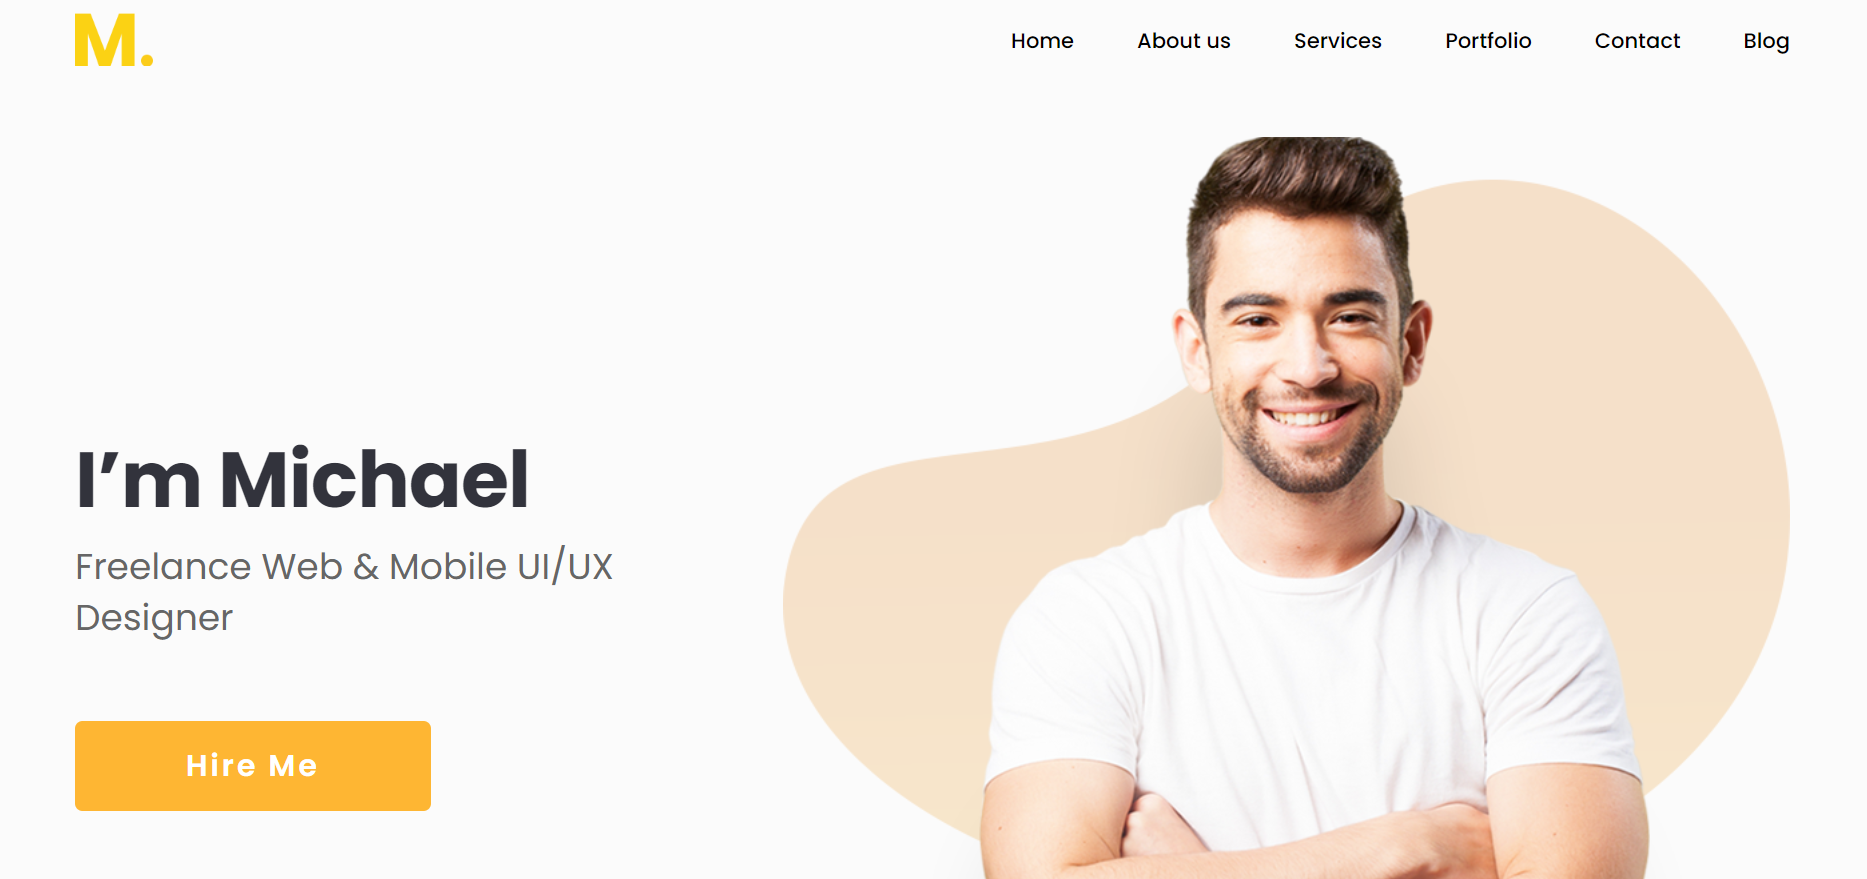 M.
Home About us Services Portfolio Contact Blog
I’m Michael
Freelance Web & Mobile UI/UX
Designer
Hire Me